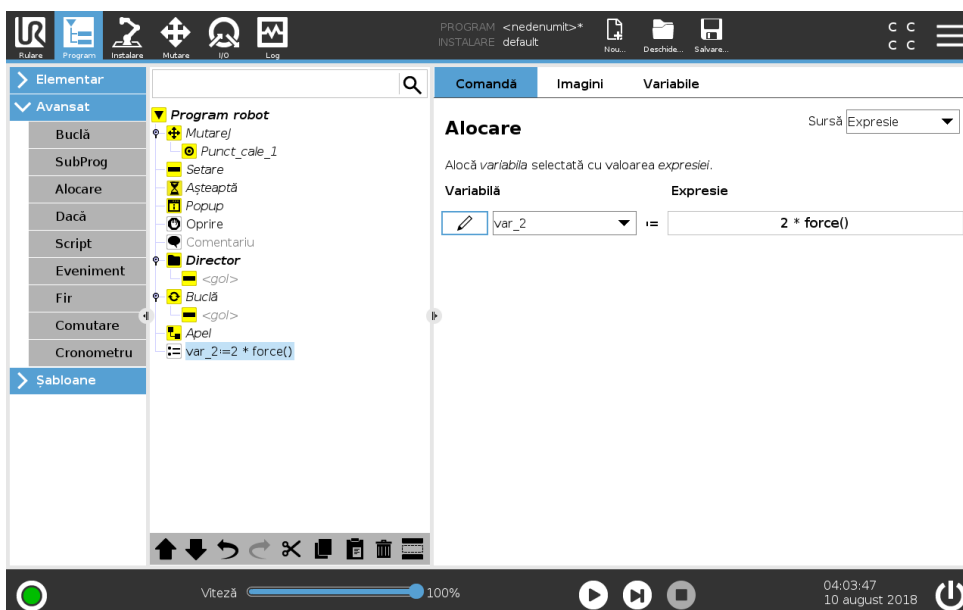 UR
Rulare
Program
Instalare
Mutare
I/O
Log
PROGRAM <nedenumit>*
INSTALARE default
Nou...
Deschide...
Salvare...
C C
C C
Elementar
Avansat
Buclă
SubProg
Alocare
Dacă
Script
Eveniment
Fir
Comutare
Cronometru
Șabloane
Program robot
MutareJ
Punct_cale_1
Setare
Așteaptă
Popup
Oprire
Comentariu
Director
<gol>
Buclă
<gol>
Apel
var_2:=2 * force()
Comandă Imagini Variabile
Alocare
Sursă Expresie
Alocă variabila selectată cu valoarea expresiei.
Variabilă Expresie
var_2 := 2 * force()
Viteză 100%
04:03:47
10 august 2018